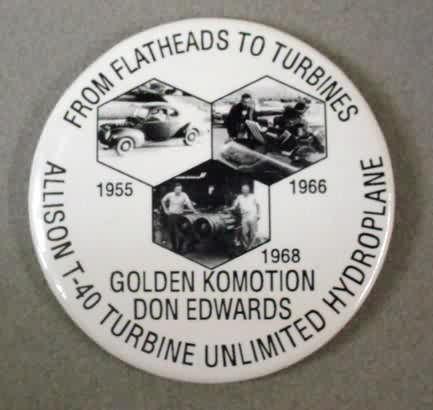 FROM FLATHEADS TO TURBINES
1955
1966
1968
GOLDEN KOMOTION
DON EDWARDS
ALLISON T-40 TURBINE UNLIMITED HYDROPLANE